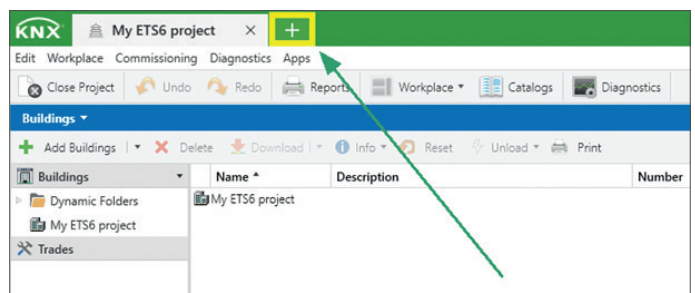 KNX My ETS6 project × +
Edit Workplace Commissioning Diagnostics Apps
Close Project Undo Redo Reports Workplace Catalogs Diagnostics
Buildings
Add Buildings Delete Download Info Reset Unload Print
Buildings Name Description Number
Dynamic Folders My ETS6 project
My ETS6 project
Trades